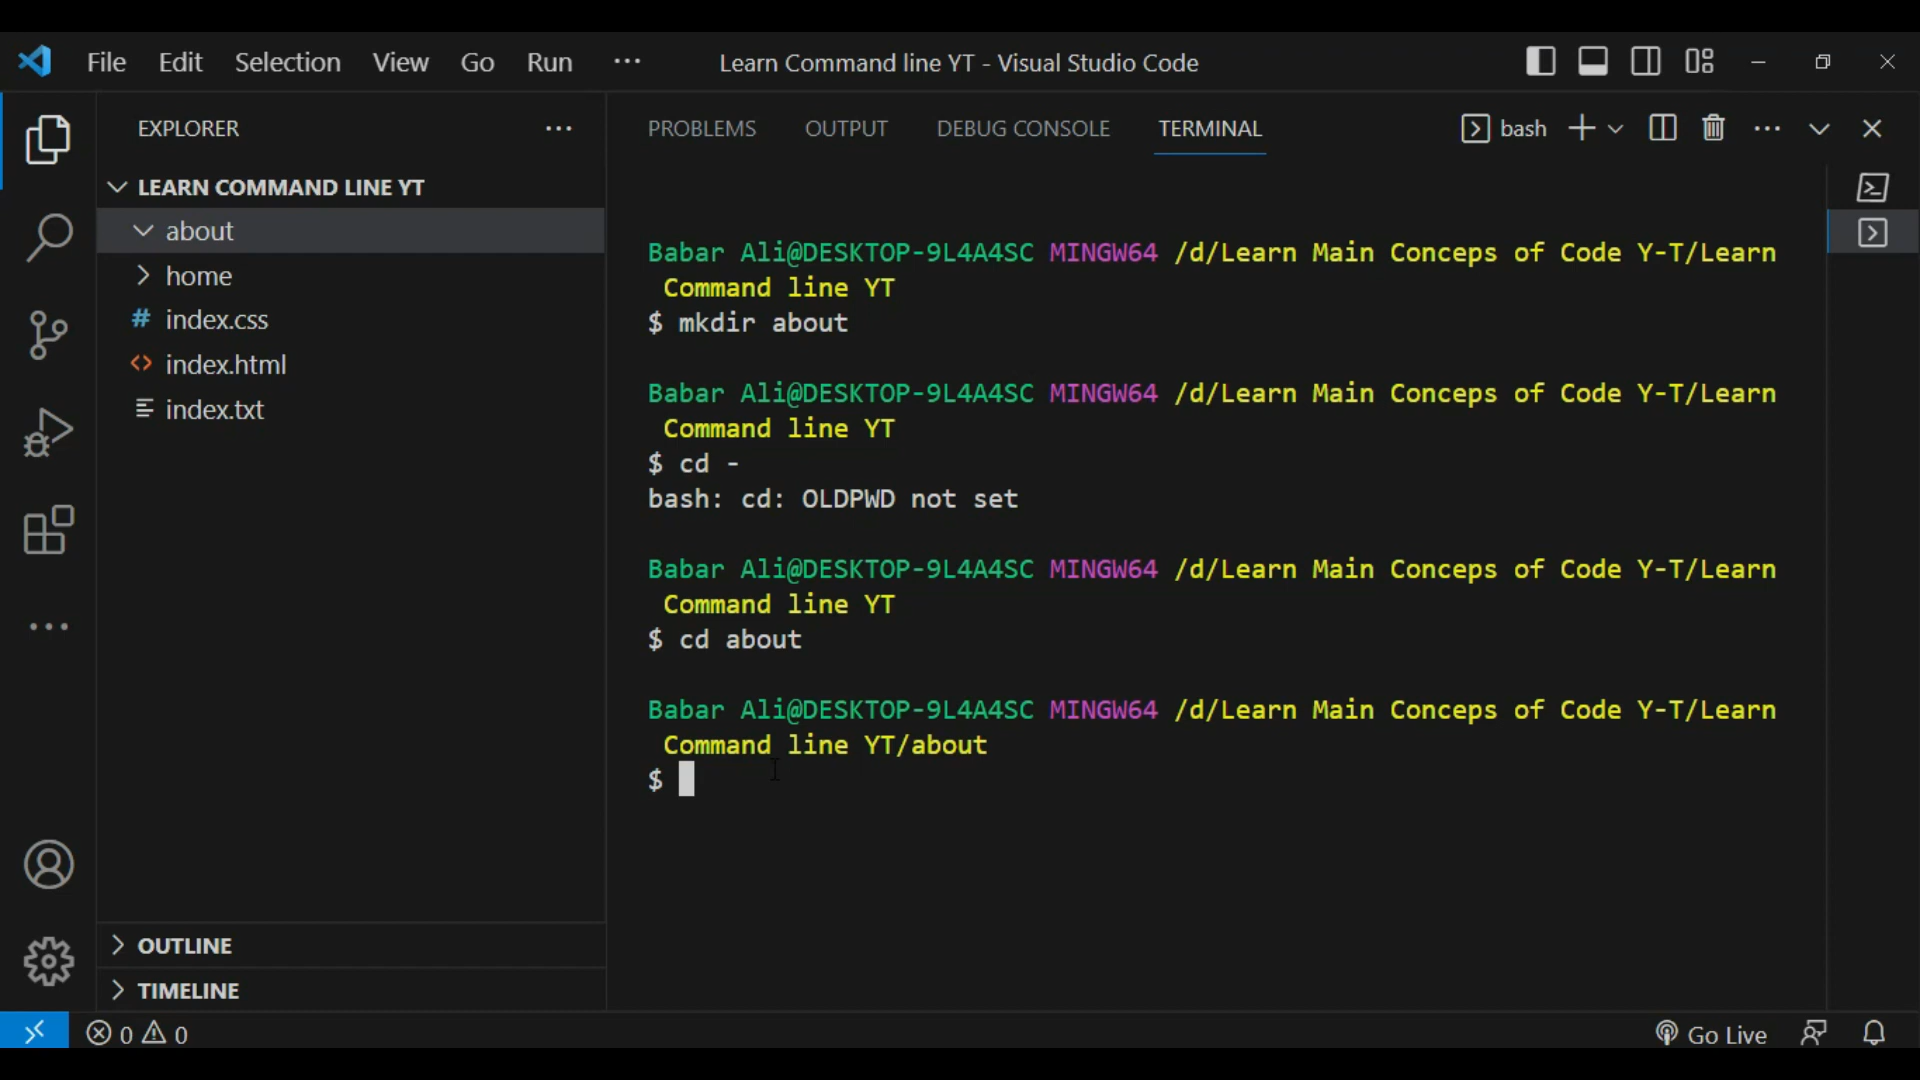 File Edit Selection View Go Run ··· Learn Command line YT - Visual Studio Code
EXPLORER ···
LEARN COMMAND LINE YT
about
home
# index.css
<> index.html
index.txt
OUTLINE
TIMELINE
PROBLEMS OUTPUT DEBUG CONSOLE TERMINAL bash
Babar Ali@DESKTOP-9L4A4SC MINGW64 /d/Learn Main Conceps of Code Y-T/Learn
Command line YT
$ mkdir about
Babar Ali@DESKTOP-9L4A4SC MINGW64 /d/Learn Main Conceps of Code Y-T/Learn
Command line YT
$ cd -
bash: cd: OLDPWD not set
Babar Ali@DESKTOP-9L4A4SC MINGW64 /d/Learn Main Conceps of Code Y-T/Learn
Command line YT
$ cd about
Babar Ali@DESKTOP-9L4A4SC MINGW64 /d/Learn Main Conceps of Code Y-T/Learn
Command line YT/about
$
0 0 Go Live